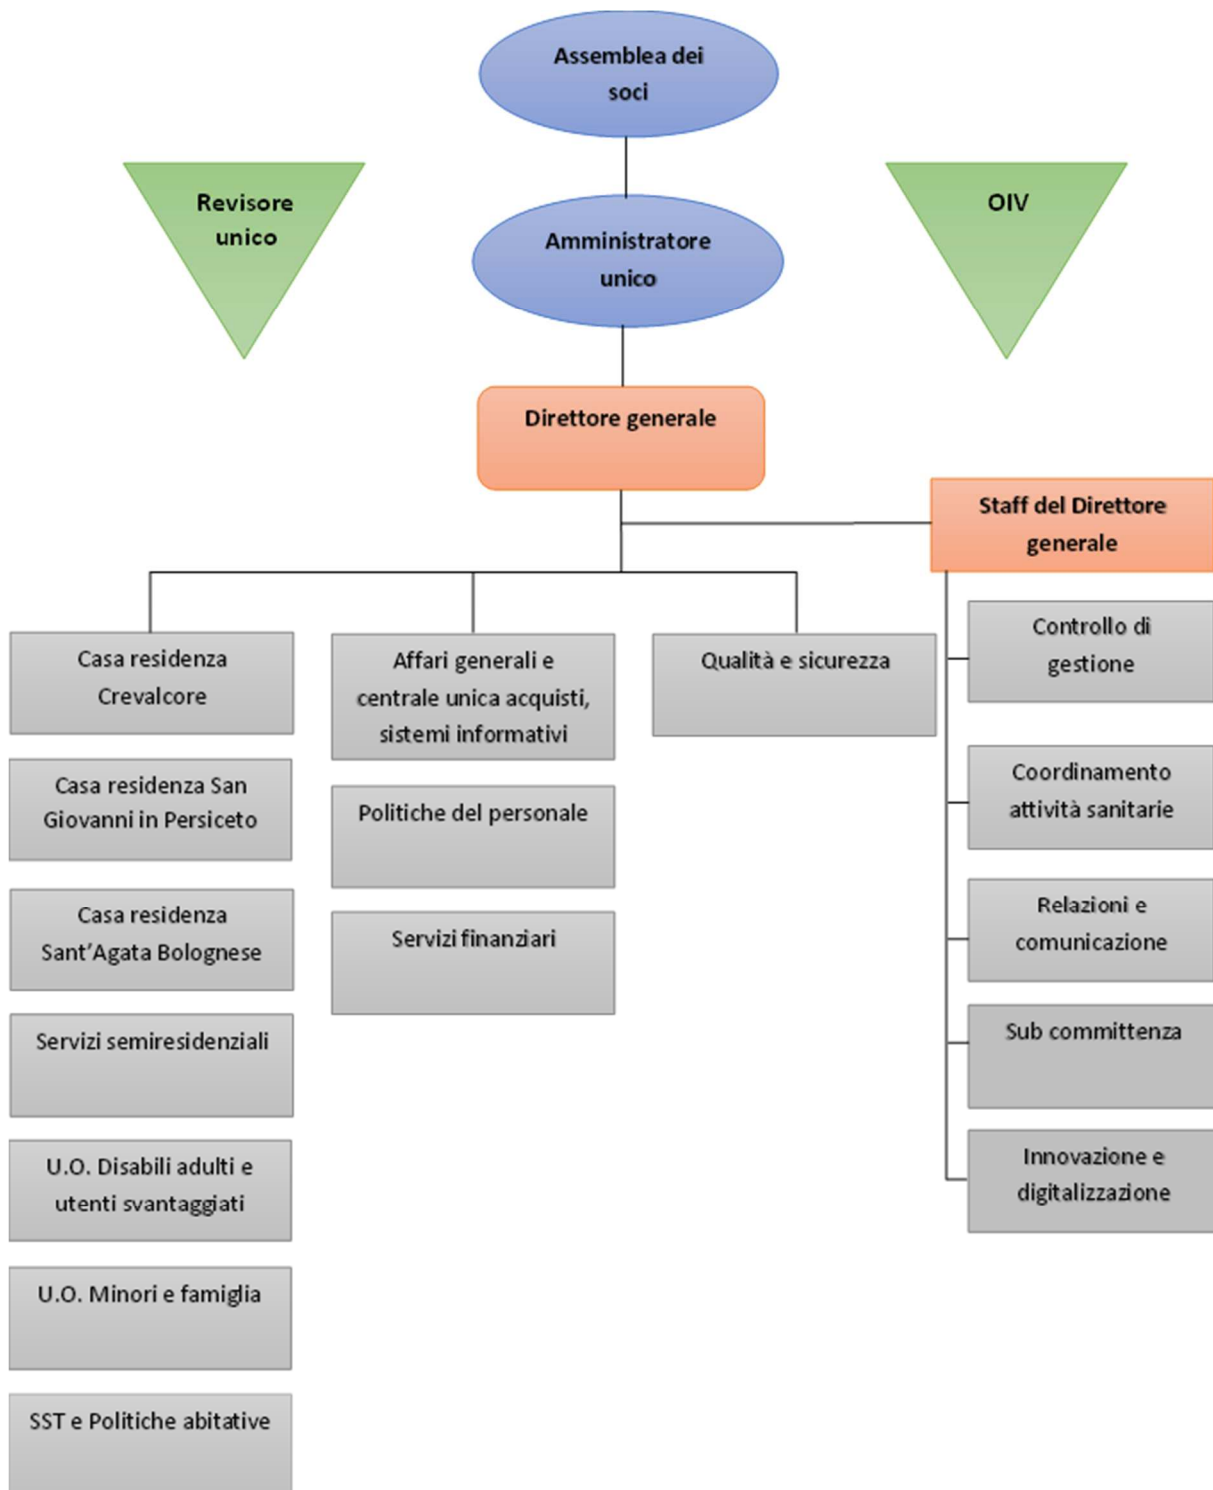 Assemblea dei
soci
Revisore
unico
OIV
Amministratore
unico
Direttore generale
Staff del Direttore
generale
Casa residenza
Crevalcore
Casa residenza San
Giovanni in Persiceto
Casa residenza
Sant'Agata Bolognese
Servizi semiresidenziali
U.O. Disabili adulti e
utenti svantaggiati
U.O. Minori e famiglia
SST e Politiche abitative
Affari generali e
centrale unica acquisti,
sistemi informativi
Politiche del personale
Servizi finanziari
Qualità e sicurezza
Controllo di
gestione
Coordinamento
attività sanitarie
Relazioni e
comunicazione
Sub committenza
Innovazione e
digitalizzazione